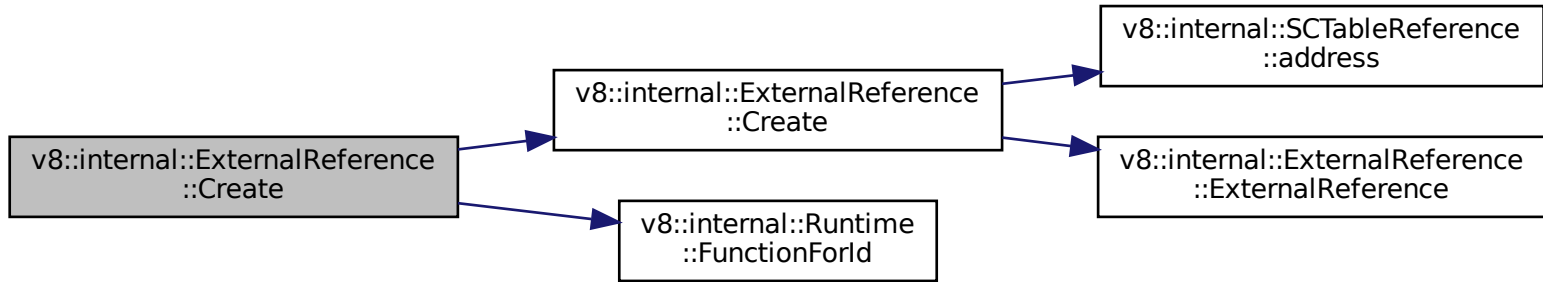 v8::internal::ExternalReference
::Create
v8::internal::ExternalReference
::Create
v8::internal::Runtime
::FunctionForId
v8::internal::SCTableReference
::address
v8::internal::ExternalReference
::ExternalReference